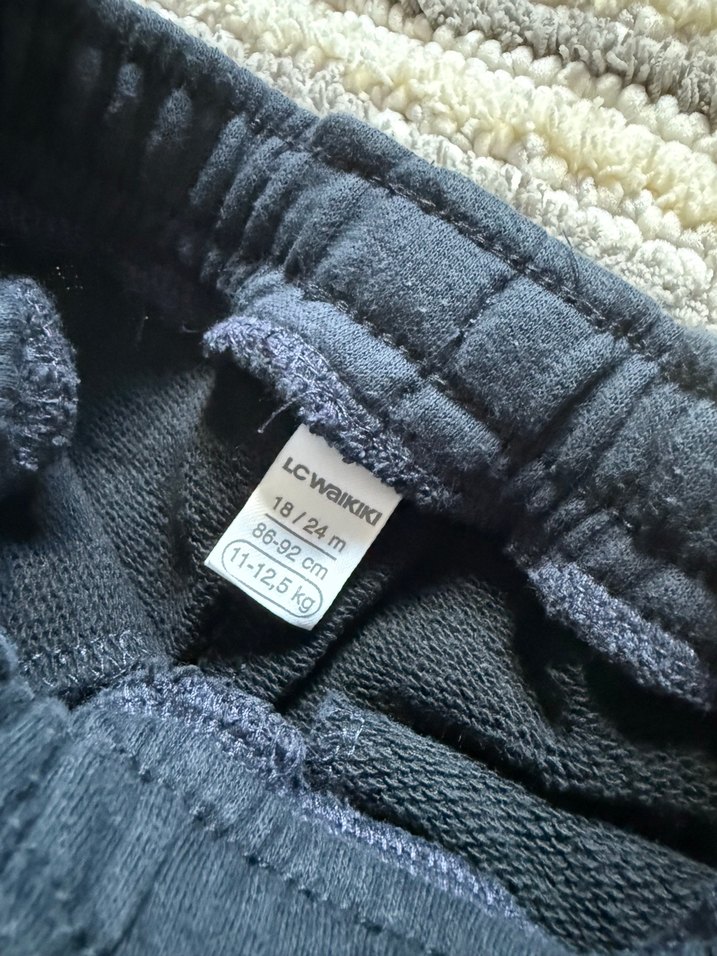 LC WAIKIKI
18 / 24 m
86-92 cm
11-12,5 kg